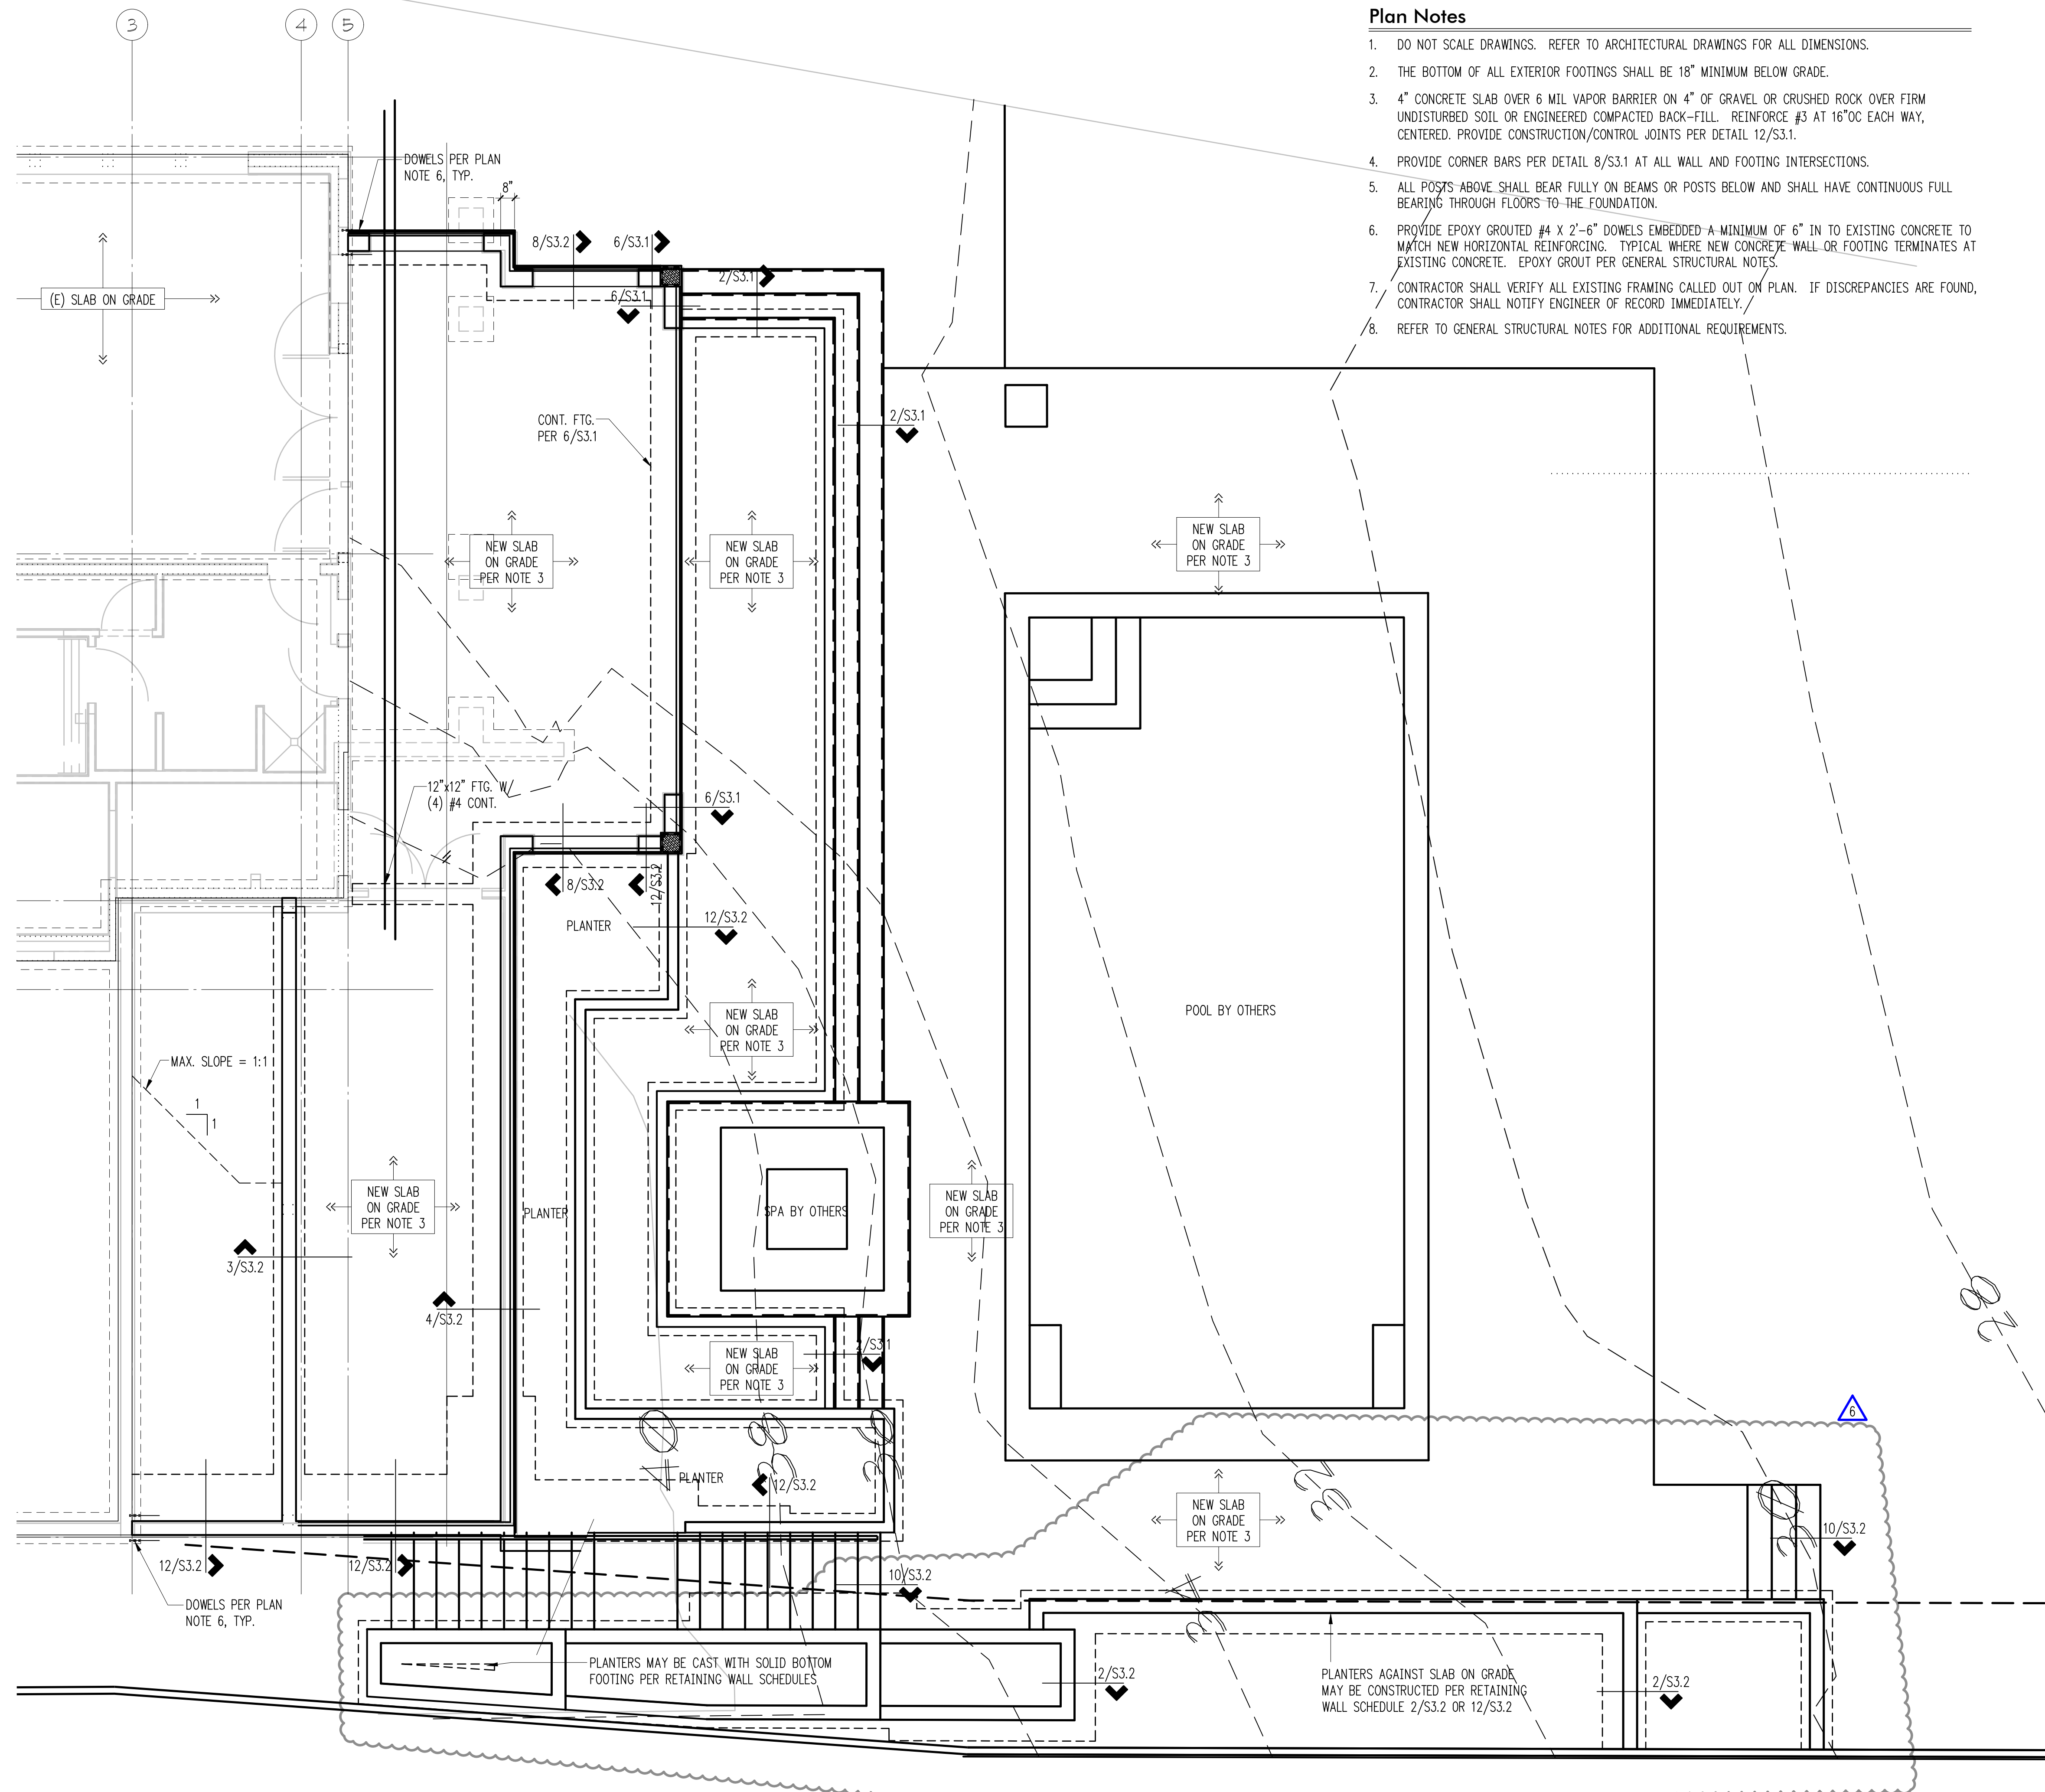 3
4
5
Plan Notes
1. DO NOT SCALE DRAWINGS. REFER TO ARCHITECTURAL DRAWINGS FOR ALL DIMENSIONS.
2. THE BOTTOM OF ALL EXTERIOR FOOTINGS SHALL BE 18" MINIMUM BELOW GRADE.
3. 4" CONCRETE SLAB OVER 6 MIL VAPOR BARRIER ON 4" OF GRAVEL OR CRUSHED ROCK OVER FIRM
UNDISTURBED SOIL OR ENGINEERED COMPACTED BACK-FILL. REINFORCE #3 AT 16"OC EACH WAY,
CENTERED. PROVIDE CONSTRUCTION/CONTROL JOINTS PER DETAIL 12/S3.1.
4. PROVIDE CORNER BARS PER DETAIL 8/S3.1 AT ALL WALL AND FOOTING INTERSECTIONS.
5. ALL POSTS ABOVE SHALL BEAR FULLY ON BEAMS OR POSTS BELOW AND SHALL HAVE CONTINUOUS FULL
BEARING THROUGH FLOORS TO THE FOUNDATION.
6. PROVIDE EPOXY GROUTED #4 X 2'-6" DOWELS EMBEDDED A MINIMUM OF 6" IN TO EXISTING CONCRETE TO
MATCH NEW HORIZONTAL REINFORCING. TYPICAL WHERE NEW CONCRETE WALL OR FOOTING TERMINATES AT
EXISTING CONCRETE. EPOXY GROUT PER GENERAL STRUCTURAL NOTES.
7. CONTRACTOR SHALL VERIFY ALL EXISTING FRAMING CALLED OUT ON PLAN. IF DISCREPANCIES ARE FOUND,
CONTRACTOR SHALL NOTIFY ENGINEER OF RECORD IMMEDIATELY.
8. REFER TO GENERAL STRUCTURAL NOTES FOR ADDITIONAL REQUIREMENTS.
DOWELS PER PLAN
NOTE 6, TYP.
8"
8/S3.2
6/S3.1
2/S3.1
6/S3.1
(E) SLAB ON GRADE
CONT. FTG.
PER 6/S3.1
2/S3.1
NEW SLAB
ON GRADE
PER NOTE 3
NEW SLAB
ON GRADE
PER NOTE 3
NEW SLAB
ON GRADE
PER NOTE 3
12"x12" FTG. W/
(4) #4 CONT.
6/S3.1
8/S3.2
12/S3.2
12/S3.2
PLANTER
POOL BY OTHERS
NEW SLAB
ON GRADE
PER NOTE 3
MAX. SLOPE = 1:1
1
1
NEW SLAB
ON GRADE
PER NOTE 3
PLANTER
SPA BY OTHERS
NEW SLAB
ON GRADE
PER NOTE 3
3/S3.2
4/S3.2
28
2/S3.1
NEW SLAB
ON GRADE
PER NOTE 3
6
40
38
36
32
30
PLANTER
12/S3.2
NEW SLAB
ON GRADE
PER NOTE 3
10/S3.2
12/S3.2
12/S3.2
10/S3.2
34
DOWELS PER PLAN
NOTE 6, TYP.
PLANTERS MAY BE CAST WITH SOLID BOTTOM
FOOTING PER RETAINING WALL SCHEDULES
2/S3.2
PLANTERS AGAINST SLAB ON GRADE
MAY BE CONSTRUCTED PER RETAINING
WALL SCHEDULE 2/S3.2 OR 12/S3.2
2/S3.2